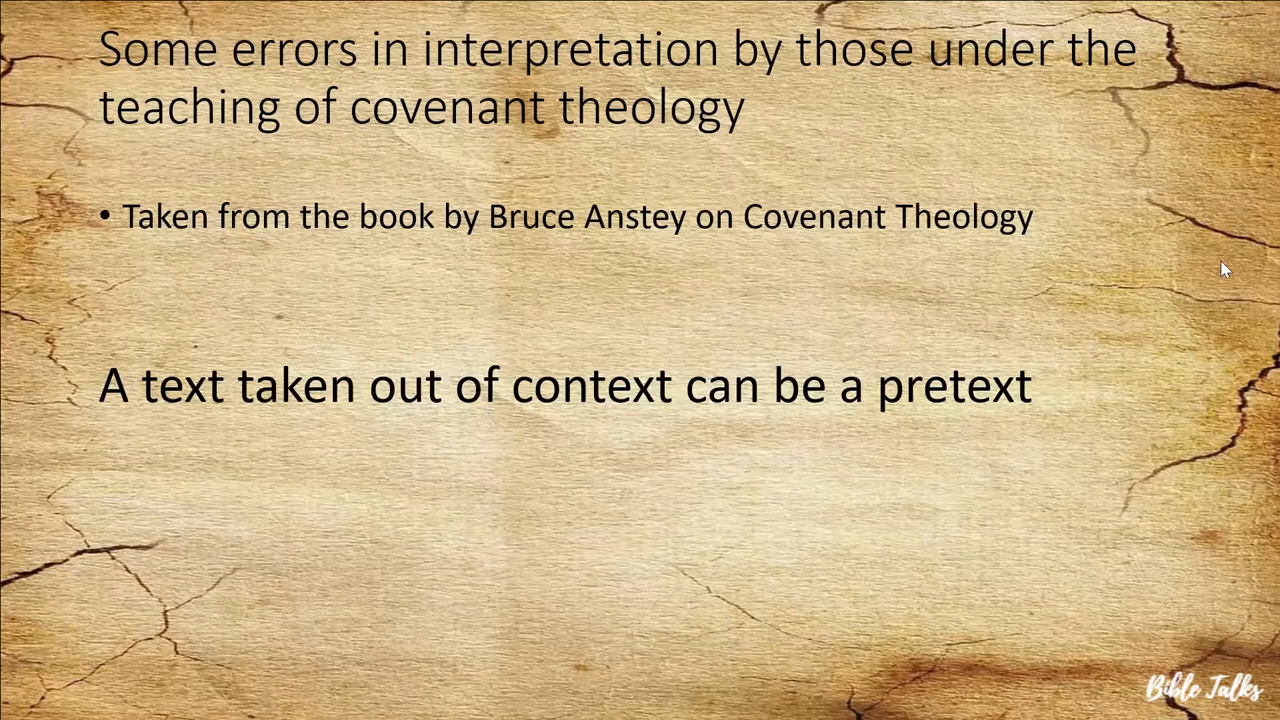 Some errors in interpretation by those under the
teaching of covenant theology
• Taken from the book by Bruce Anstey on Covenant Theology
A text taken out of context can be a pretext
Bible Talks